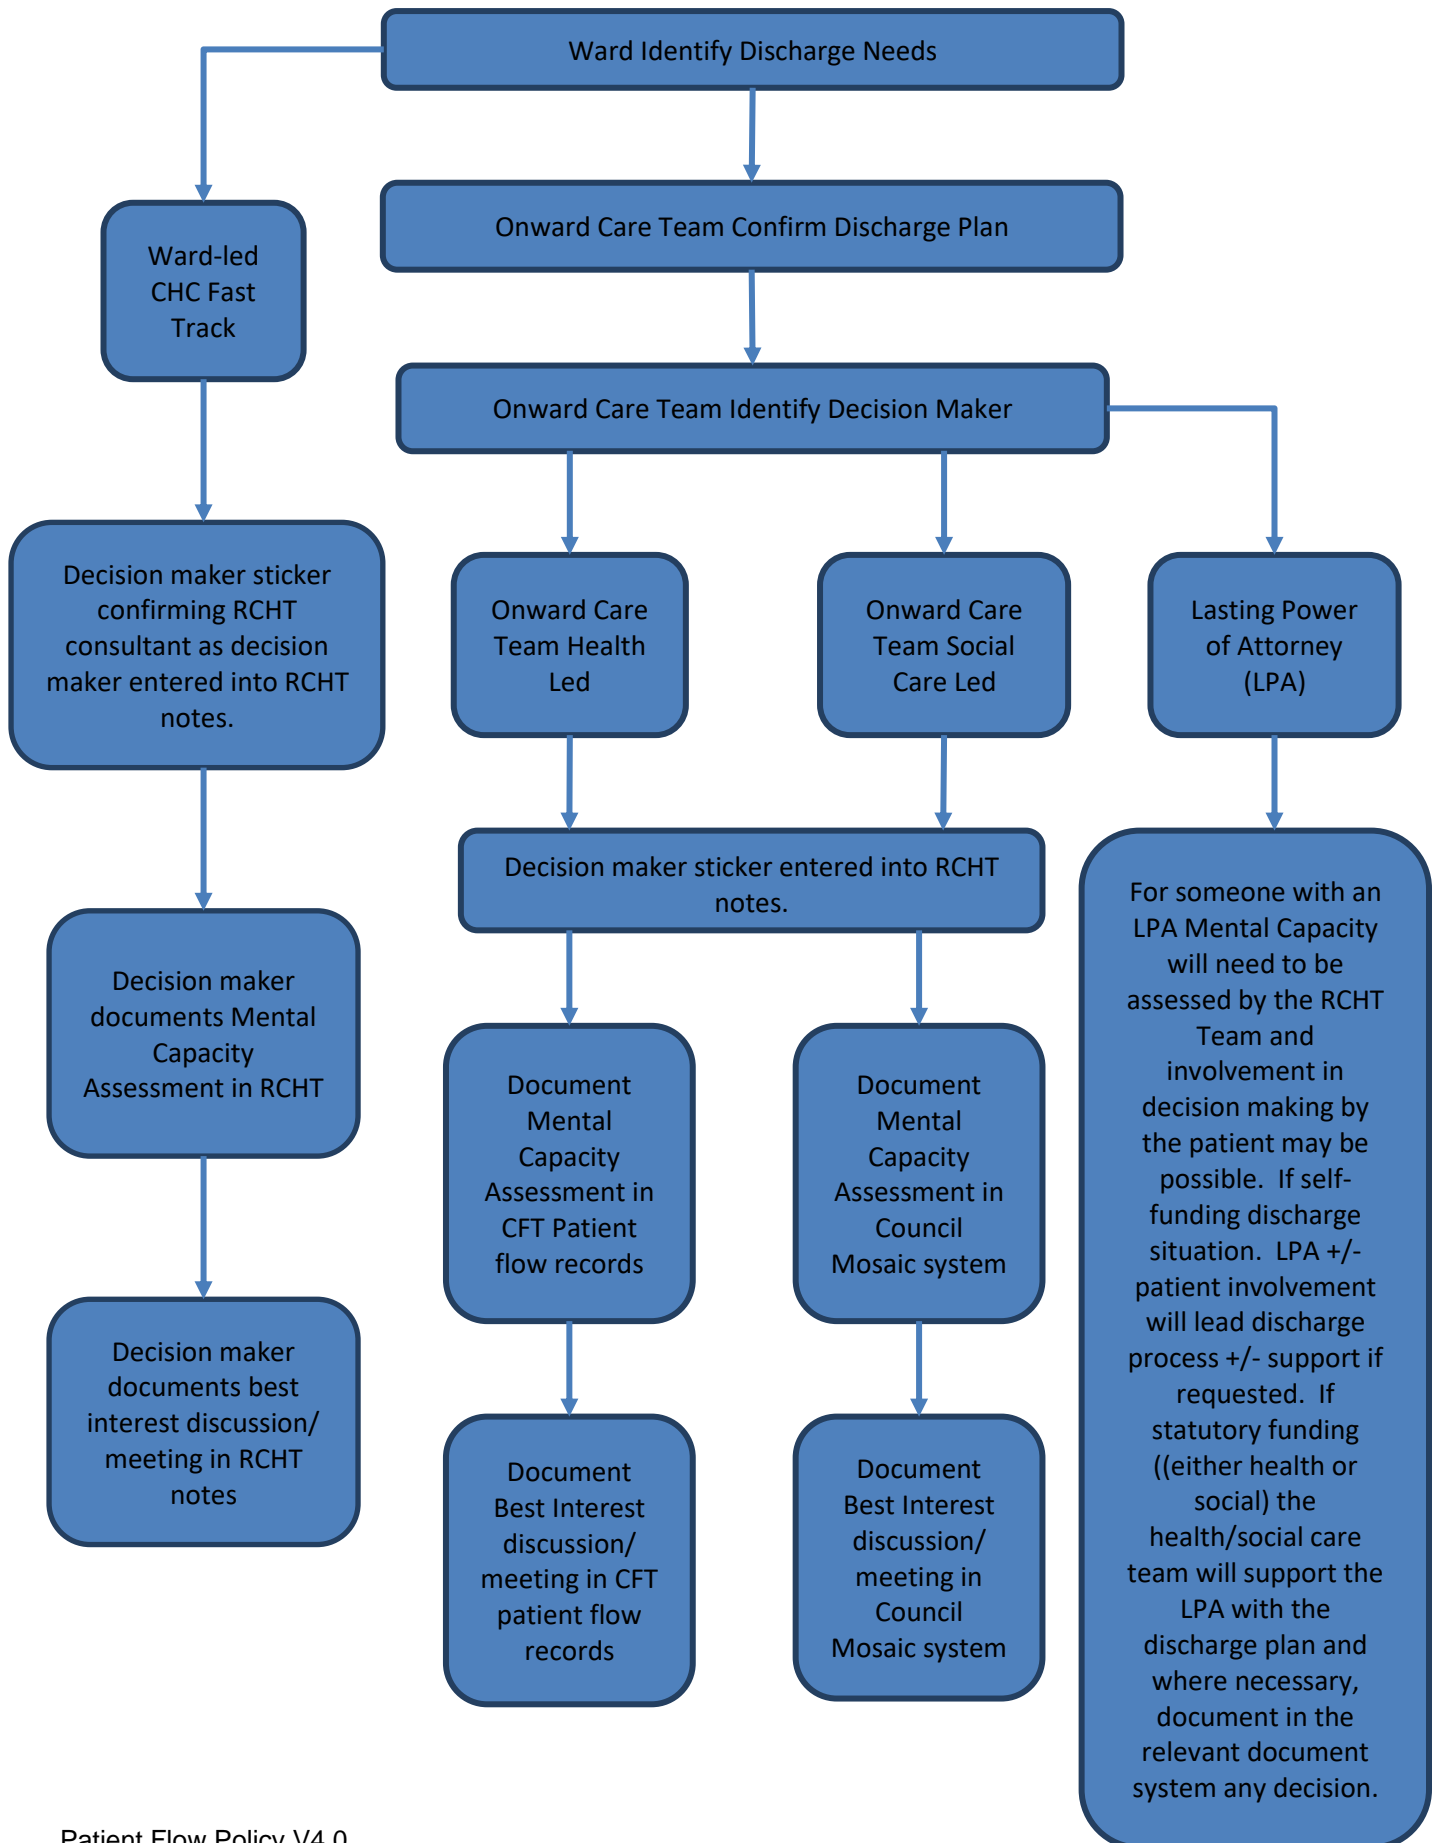 Ward Identify Discharge Needs
Onward Care Team Confirm Discharge Plan
Ward-led
CHC Fast
Track
Onward Care Team Identify Decision Maker
Decision maker sticker
confirming RCHT
consultant as decision
maker entered into RCHT
notes.
Onward Care
Team Health
Led
Onward Care
Team Social
Care Led
Lasting Power
of Attorney
(LPA)
Decision maker sticker entered into RCHT
notes.
Decision maker
documents Mental
Capacity
Assessment in RCHT
Document
Mental
Capacity
Assessment in
CFT Patient
flow records
Document
Mental
Capacity
Assessment in
Council
Mosaic system
For someone with an
LPA Mental Capacity
will need to be
assessed by the RCHT
Team and
involvement in
decision making by
the patient may be
possible.  If self-
funding discharge
situation.  LPA +/-
patient involvement
will lead discharge
process +/- support if
requested.  If
statutory funding
((either health or
social) the
health/social care
team will support the
LPA with the
discharge plan and
where necessary,
document in the
relevant document
system any decision.
Decision maker
documents best
interest discussion/
meeting in RCHT
notes
Document
Best Interest
discussion/
meeting in CFT
patient flow
records
Document
Best Interest
discussion/
meeting in
Council
Mosaic system
Patient Flow Policy V4.0